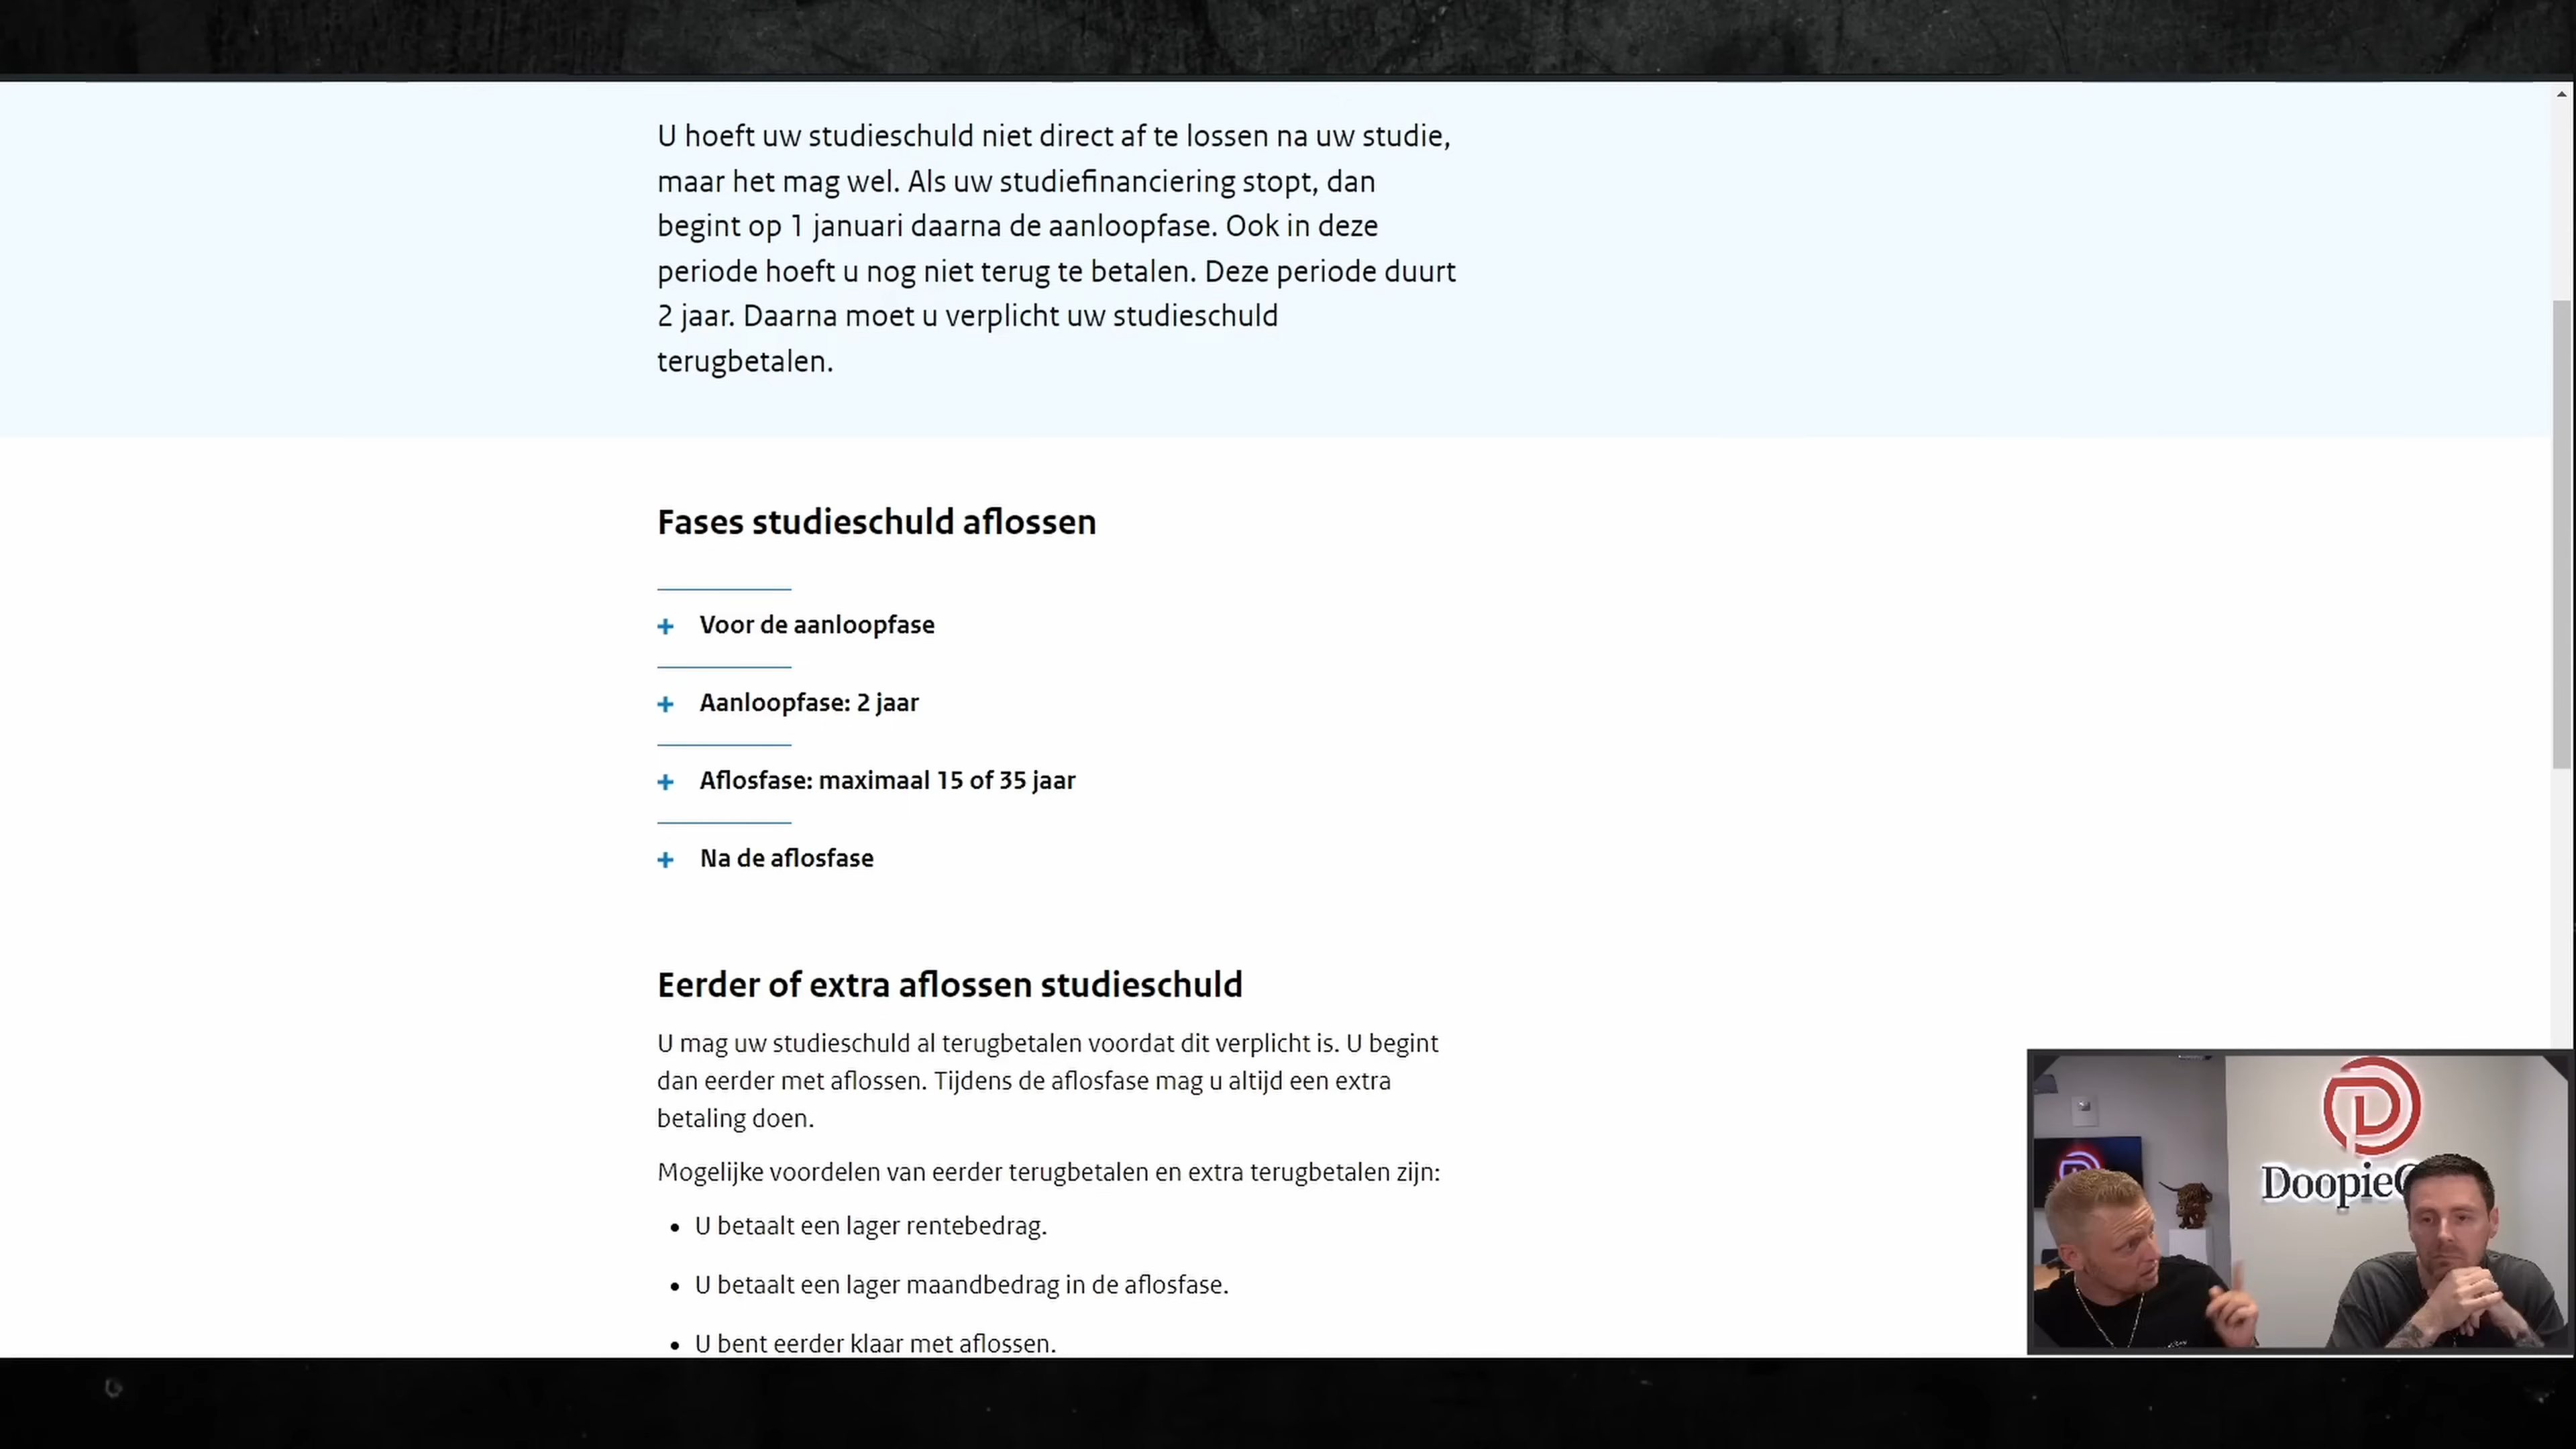 U hoeft uw studieschuld niet direct af te lossen na uw studie,
maar het mag wel. Als uw studiefinanciering stopt, dan
begint op 1 januari daarna de aanloopfase. Ook in deze
periode hoeft u nog niet terug te betalen. Deze periode duurt
2 jaar. Daarna moet u verplicht uw studieschuld
terugbetalen.
Fases studieschuld aflossen
+ Voor de aanloopfase
+ Aanloopfase: 2 jaar
+ Aflosfase: maximaal 15 of 35 jaar
+ Na de aflosfase
Eerder of extra aflossen studieschuld
U mag uw studieschuld al terugbetalen voordat dit verplicht is. U begint
dan eerder met aflossen. Tijdens de aflosfase mag u altijd een extra
betaling doen.
Mogelijke voordelen van eerder terugbetalen en extra terugbetalen zijn:
• U betaalt een lager rentebedrag.
• U betaalt een lager maandbedrag in de aflosfase.
• U bent eerder klaar met aflossen.
Doopie